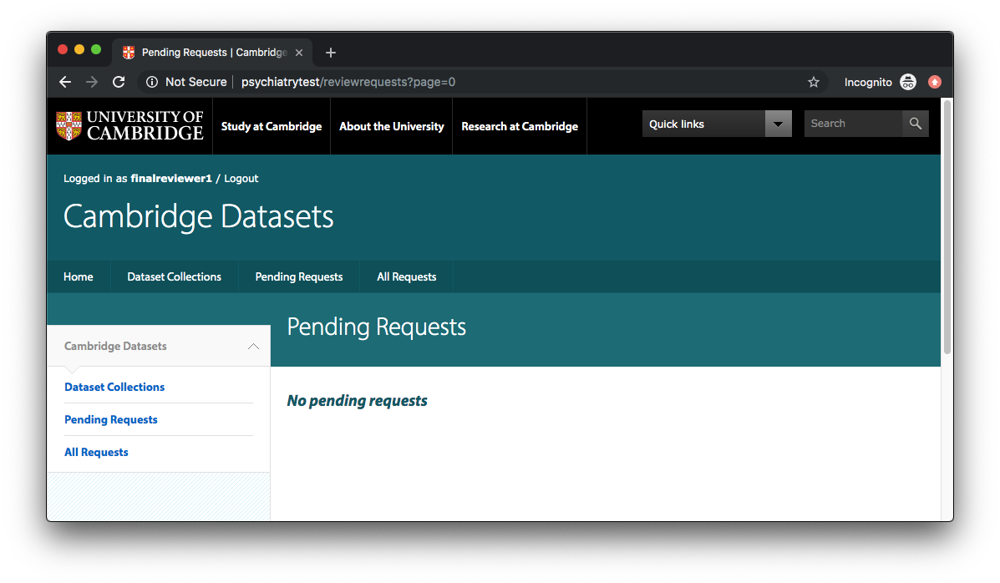 Pending Requests | Cambridge
Not Secure
psychiatrytest/reviewrequests?page=0
Incognito
UNIVERSITY OF
CAMBRIDGE
Study at Cambridge
About the University
Research at Cambridge
Quick links
Search
Logged in as finalreviewer1 / Logout
Cambridge Datasets
Home
Dataset Collections
Pending Requests
All Requests
Pending Requests
Cambridge Datasets
Dataset Collections
Pending Requests
All Requests
No pending requests